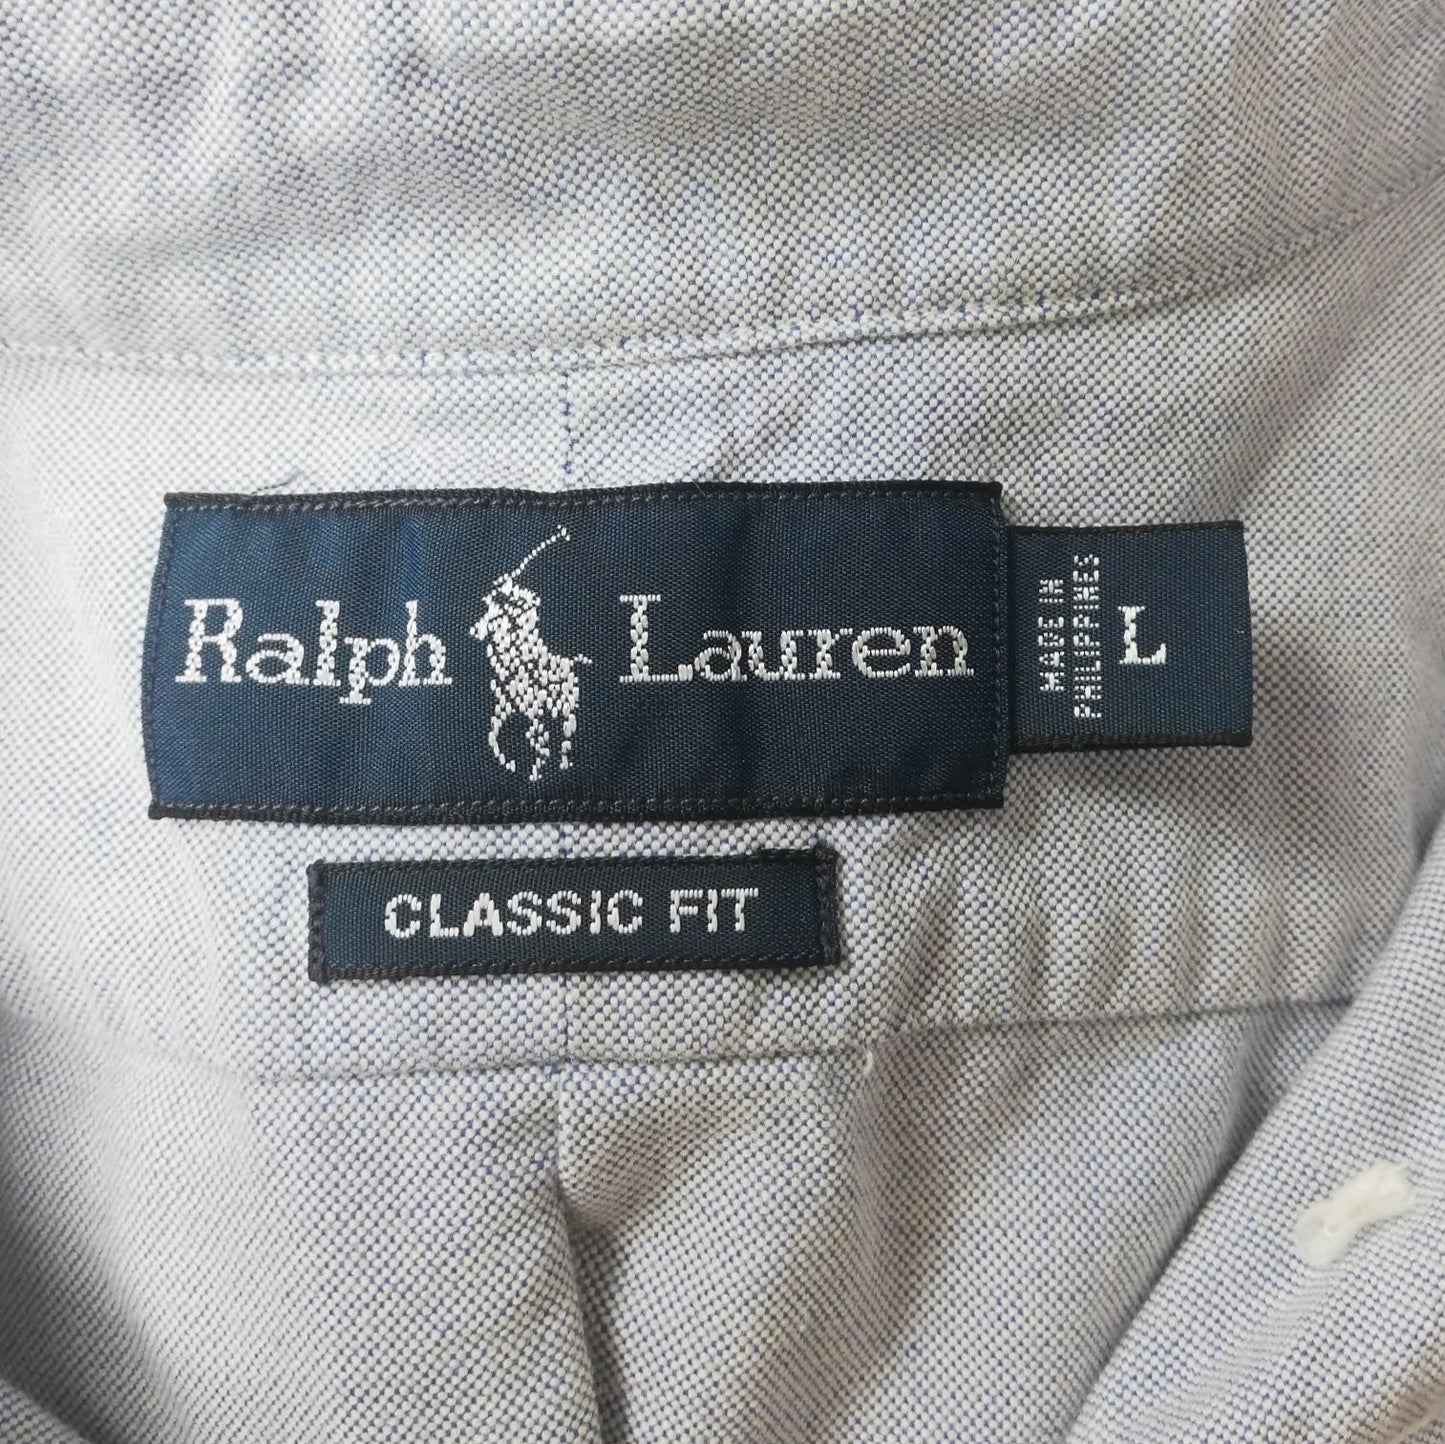 Ralph Lauren
MADE IN
PHILIPPINES
L
CLASSIC FIT